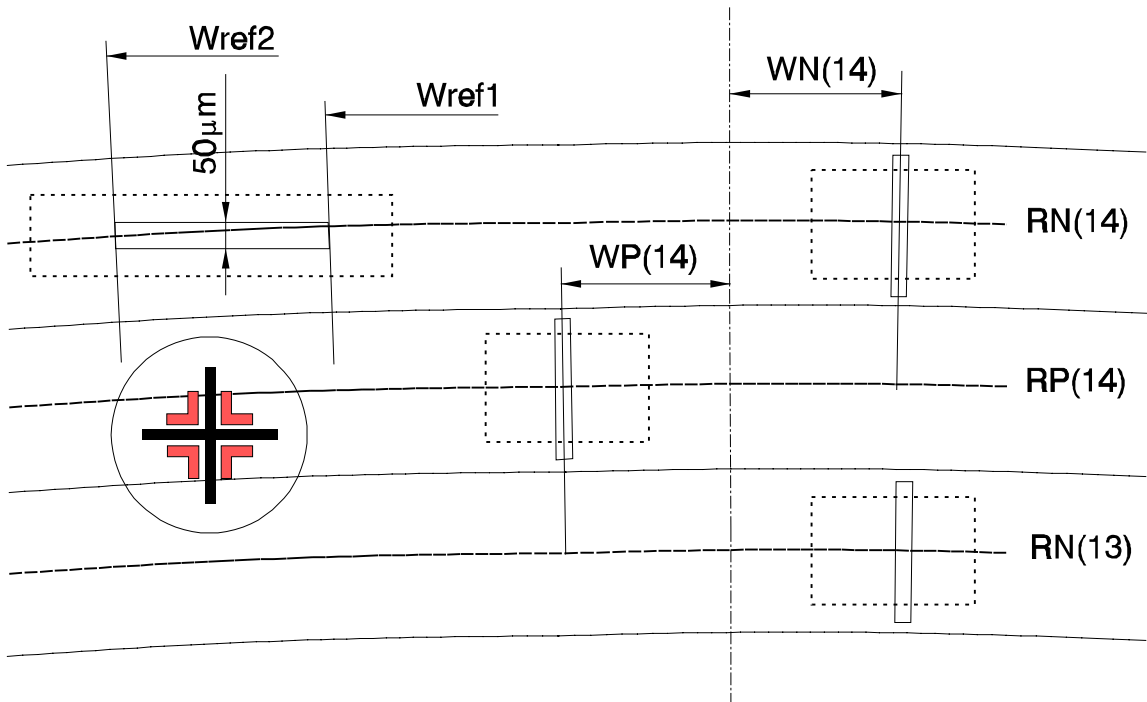 Wref2
WN(14)
Wref1
50μm
RN(14)
WP(14)
RP(14)
RN(13)